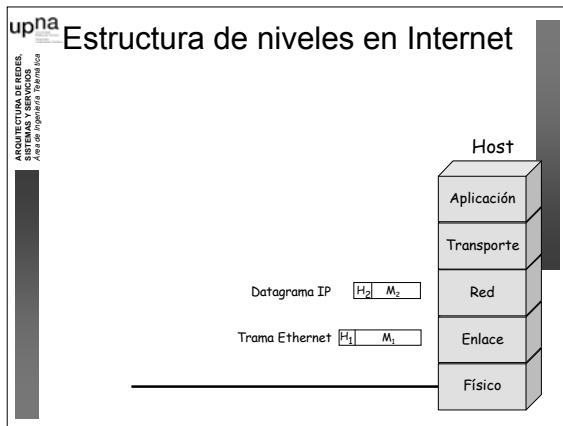 upna
Estructura de niveles en Internet
ARQUITECTURA DE REDES,
SISTEMAS Y SERVICIOS
Área de Ingeniería Telemática
Host
Aplicación
Transporte
Datagrama IP H₂ M₂ Red
Trama Ethernet H₁ M₁ Enlace
Físico